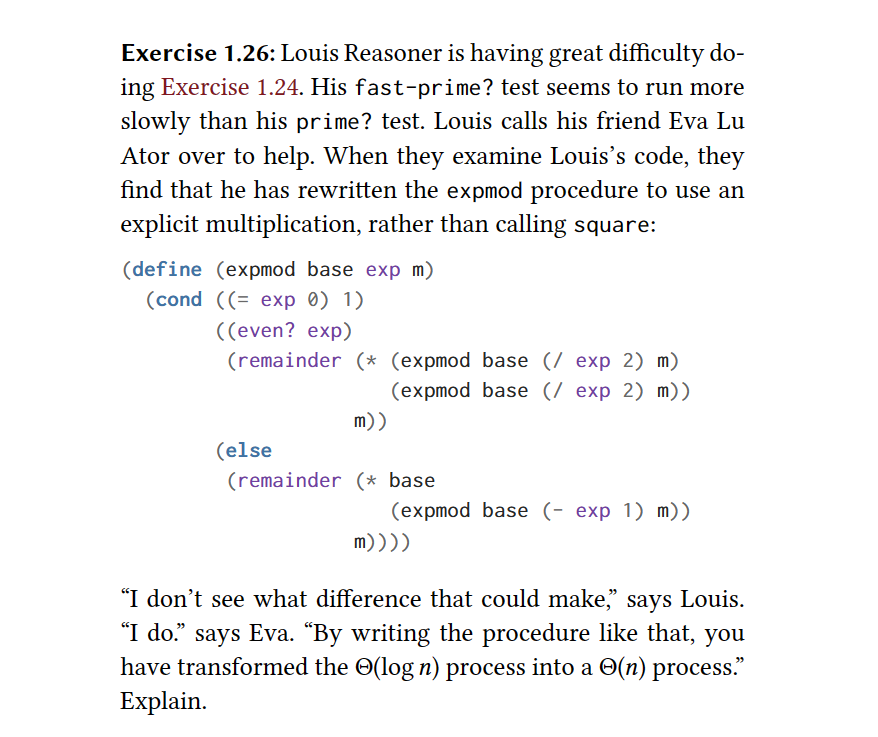 Exercise 1.26: Louis Reasoner is having great difficulty do-
ing Exercise 1.24. His fast-prime? test seems to run more
slowly than his prime? test. Louis calls his friend Eva Lu
Ator over to help. When they examine Louis’s code, they
find that he has rewritten the expmod procedure to use an
explicit multiplication, rather than calling square:
(define (expmod base exp m)
  (cond ((= exp 0) 1)
        ((even? exp)
         (remainder (* (expmod base (/ exp 2) m)
                       (expmod base (/ exp 2) m))
                    m))
        (else
         (remainder (* base
                       (expmod base (- exp 1) m))
                    m))))
“I don’t see what difference that could make,” says Louis.
“I do.” says Eva. “By writing the procedure like that, you
have transformed the Θ(log n) process into a Θ(n) process.”
Explain.